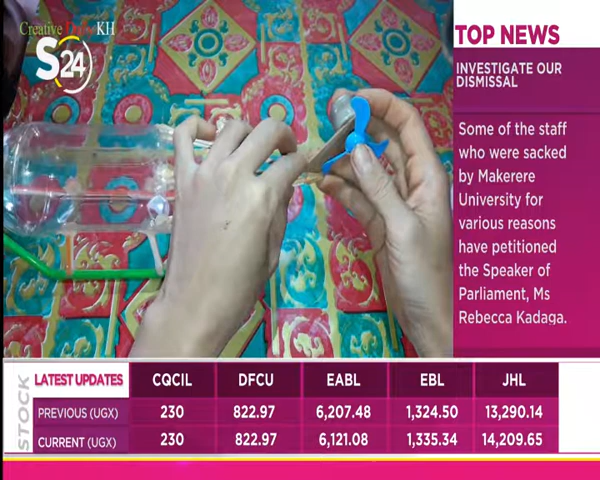 Creative KH
S24
TOP NEWS
INVESTIGATE OUR
DISMISSAL
Some of the staff
who were sacked
by Makerere
University for
various reasons
have petitioned
the Speaker of
Parliament, Ms
Rebecca Kadaga.
STOCK
LATEST UPDATES CQCIL DFCU EABL EBL JHL
PREVIOUS (UGX) 230 822.97 6,207.48 1,324.50 13,290.14
CURRENT (UGX) 230 822.97 6,121.08 1,335.34 14,209.65